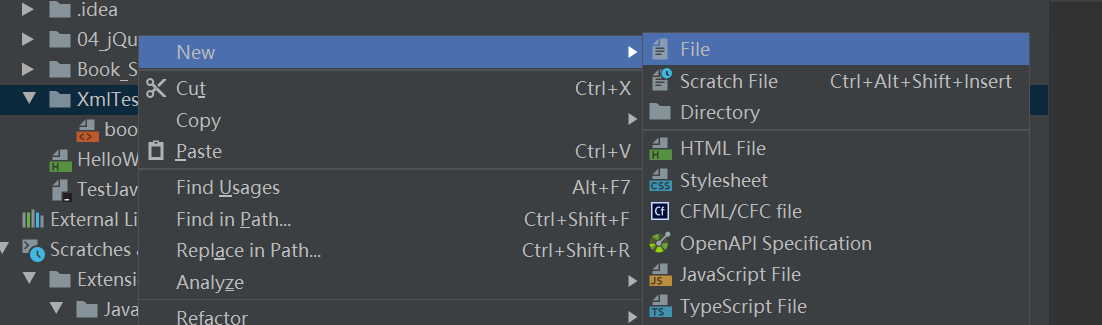 .idea
04_jQu
Book_S
XmlTes
boo
HelloW
TestJav
External Li
Scratches a
Extensi
Java
New
Cut Ctrl+X
Copy
Paste Ctrl+V
Find Usages Alt+F7
Find in Path... Ctrl+Shift+F
Replace in Path... Ctrl+Shift+R
Analyze
Refactor
File
Scratch File Ctrl+Alt+Shift+Insert
Directory
HTML File
Stylesheet
CFML/CFC file
OpenAPI Specification
JavaScript File
TypeScript File